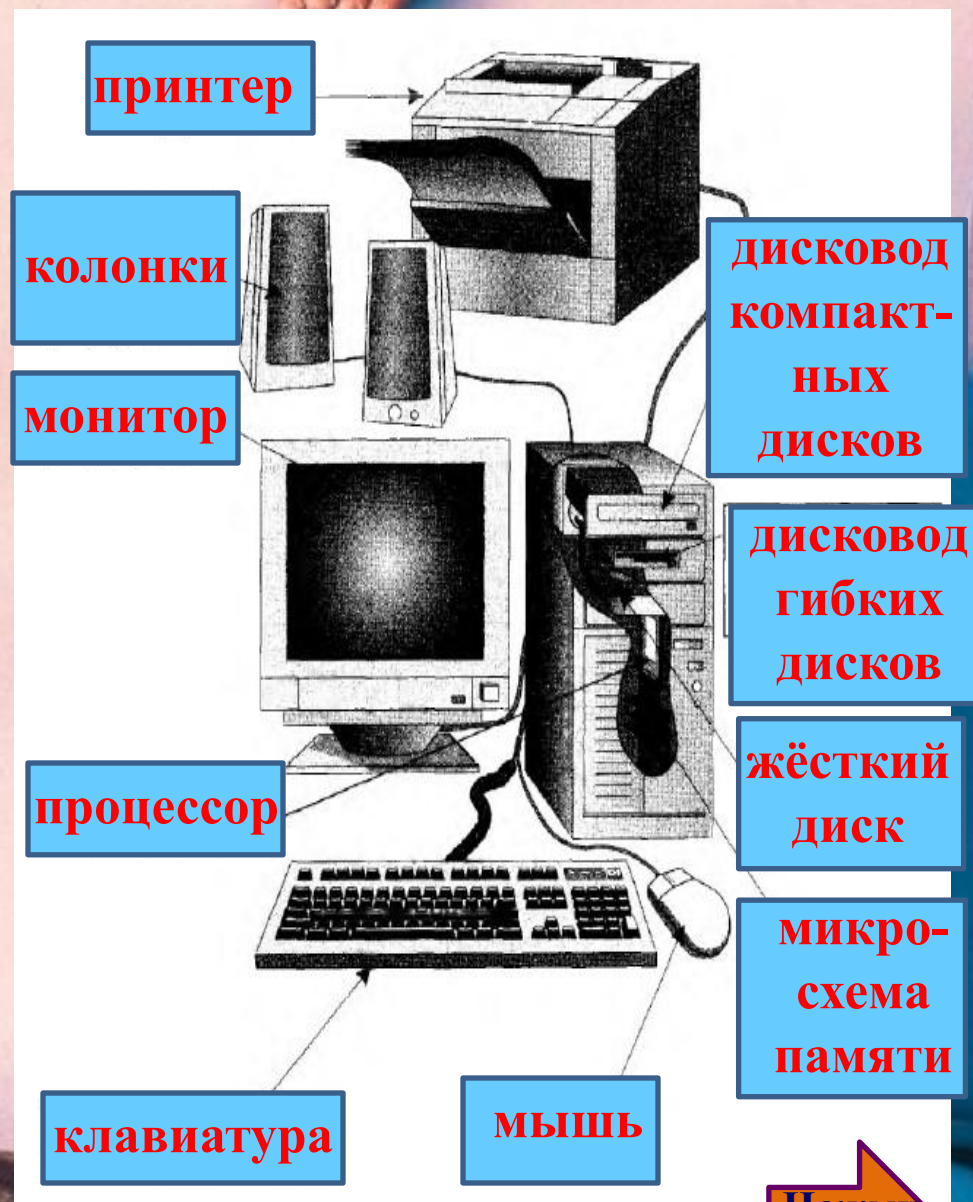 принтер
колонки
дисковод
компакт-
ных
дисков
монитор
дисковод
гибких
дисков
жёсткий
диск
процессор
микро-
схема
памяти
клавиатура
мышь